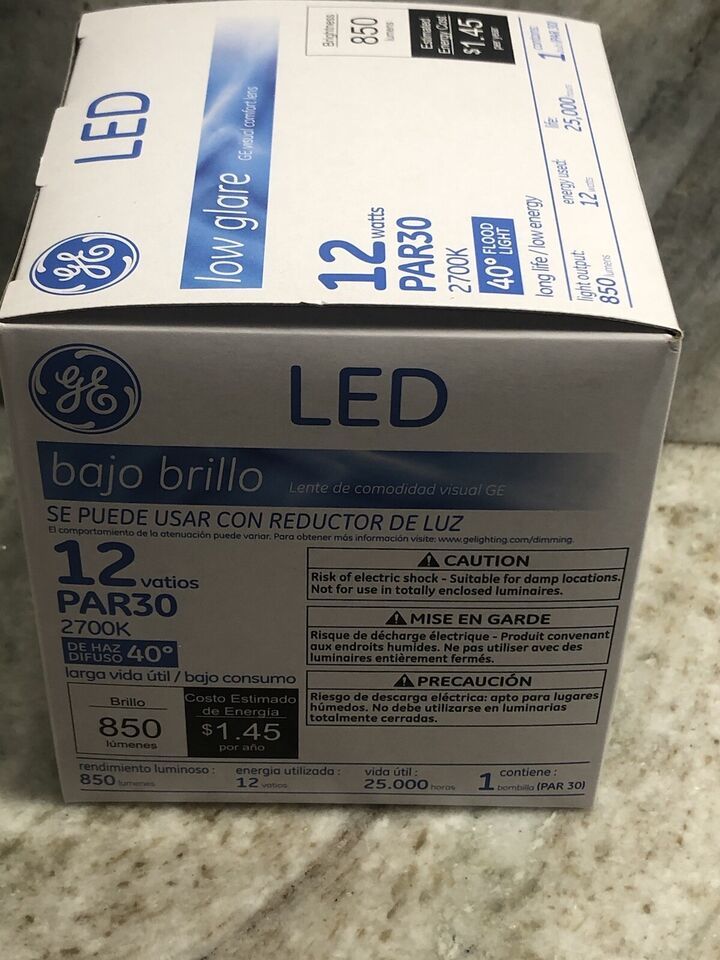 Brightness
850
lumens
Estimated
Energy Cost
$1.45
per year
LED
GE
low glare GE visual comfort lens
12 watts
PAR30
2700K
40° FLOOD
LIGHT
long life / low energy
light output:
850 lumens
energy used:
12 watts
life:
25,000
contains:
1 (PAR 30)
GE
LED
bajo brillo Lente de comodidad visual GE
SE PUEDE USAR CON REDUCTOR DE LUZ
El comportamiento de la atenuación puede variar. Para obtener más información visite: www.gelighting.com/dimming.
12 vatios
PAR30
2700K
DE HAZ
DIFUSO 40°
larga vida útil / bajo consumo
Brillo
850
lúmenes
Costo Estimado
de Energía
$1.45
por año
CAUTION
Risk of electric shock - Suitable for damp locations.
Not for use in totally enclosed luminaires.
MISE EN GARDE
Risque de décharge électrique - Produit convenant
aux endroits humides. Ne pas utiliser avec des
luminaires entièrement fermés.
PRECAUCIÓN
Riesgo de descarga eléctrica: apto para lugares
húmedos. No debe utilizarse en luminarias
totalmente cerradas.
rendimiento luminoso :
850 lumenes
energia utilizada :
12 vatios
vida útil :
25.000 horas
contiene :
1 bombilla (PAR 30)